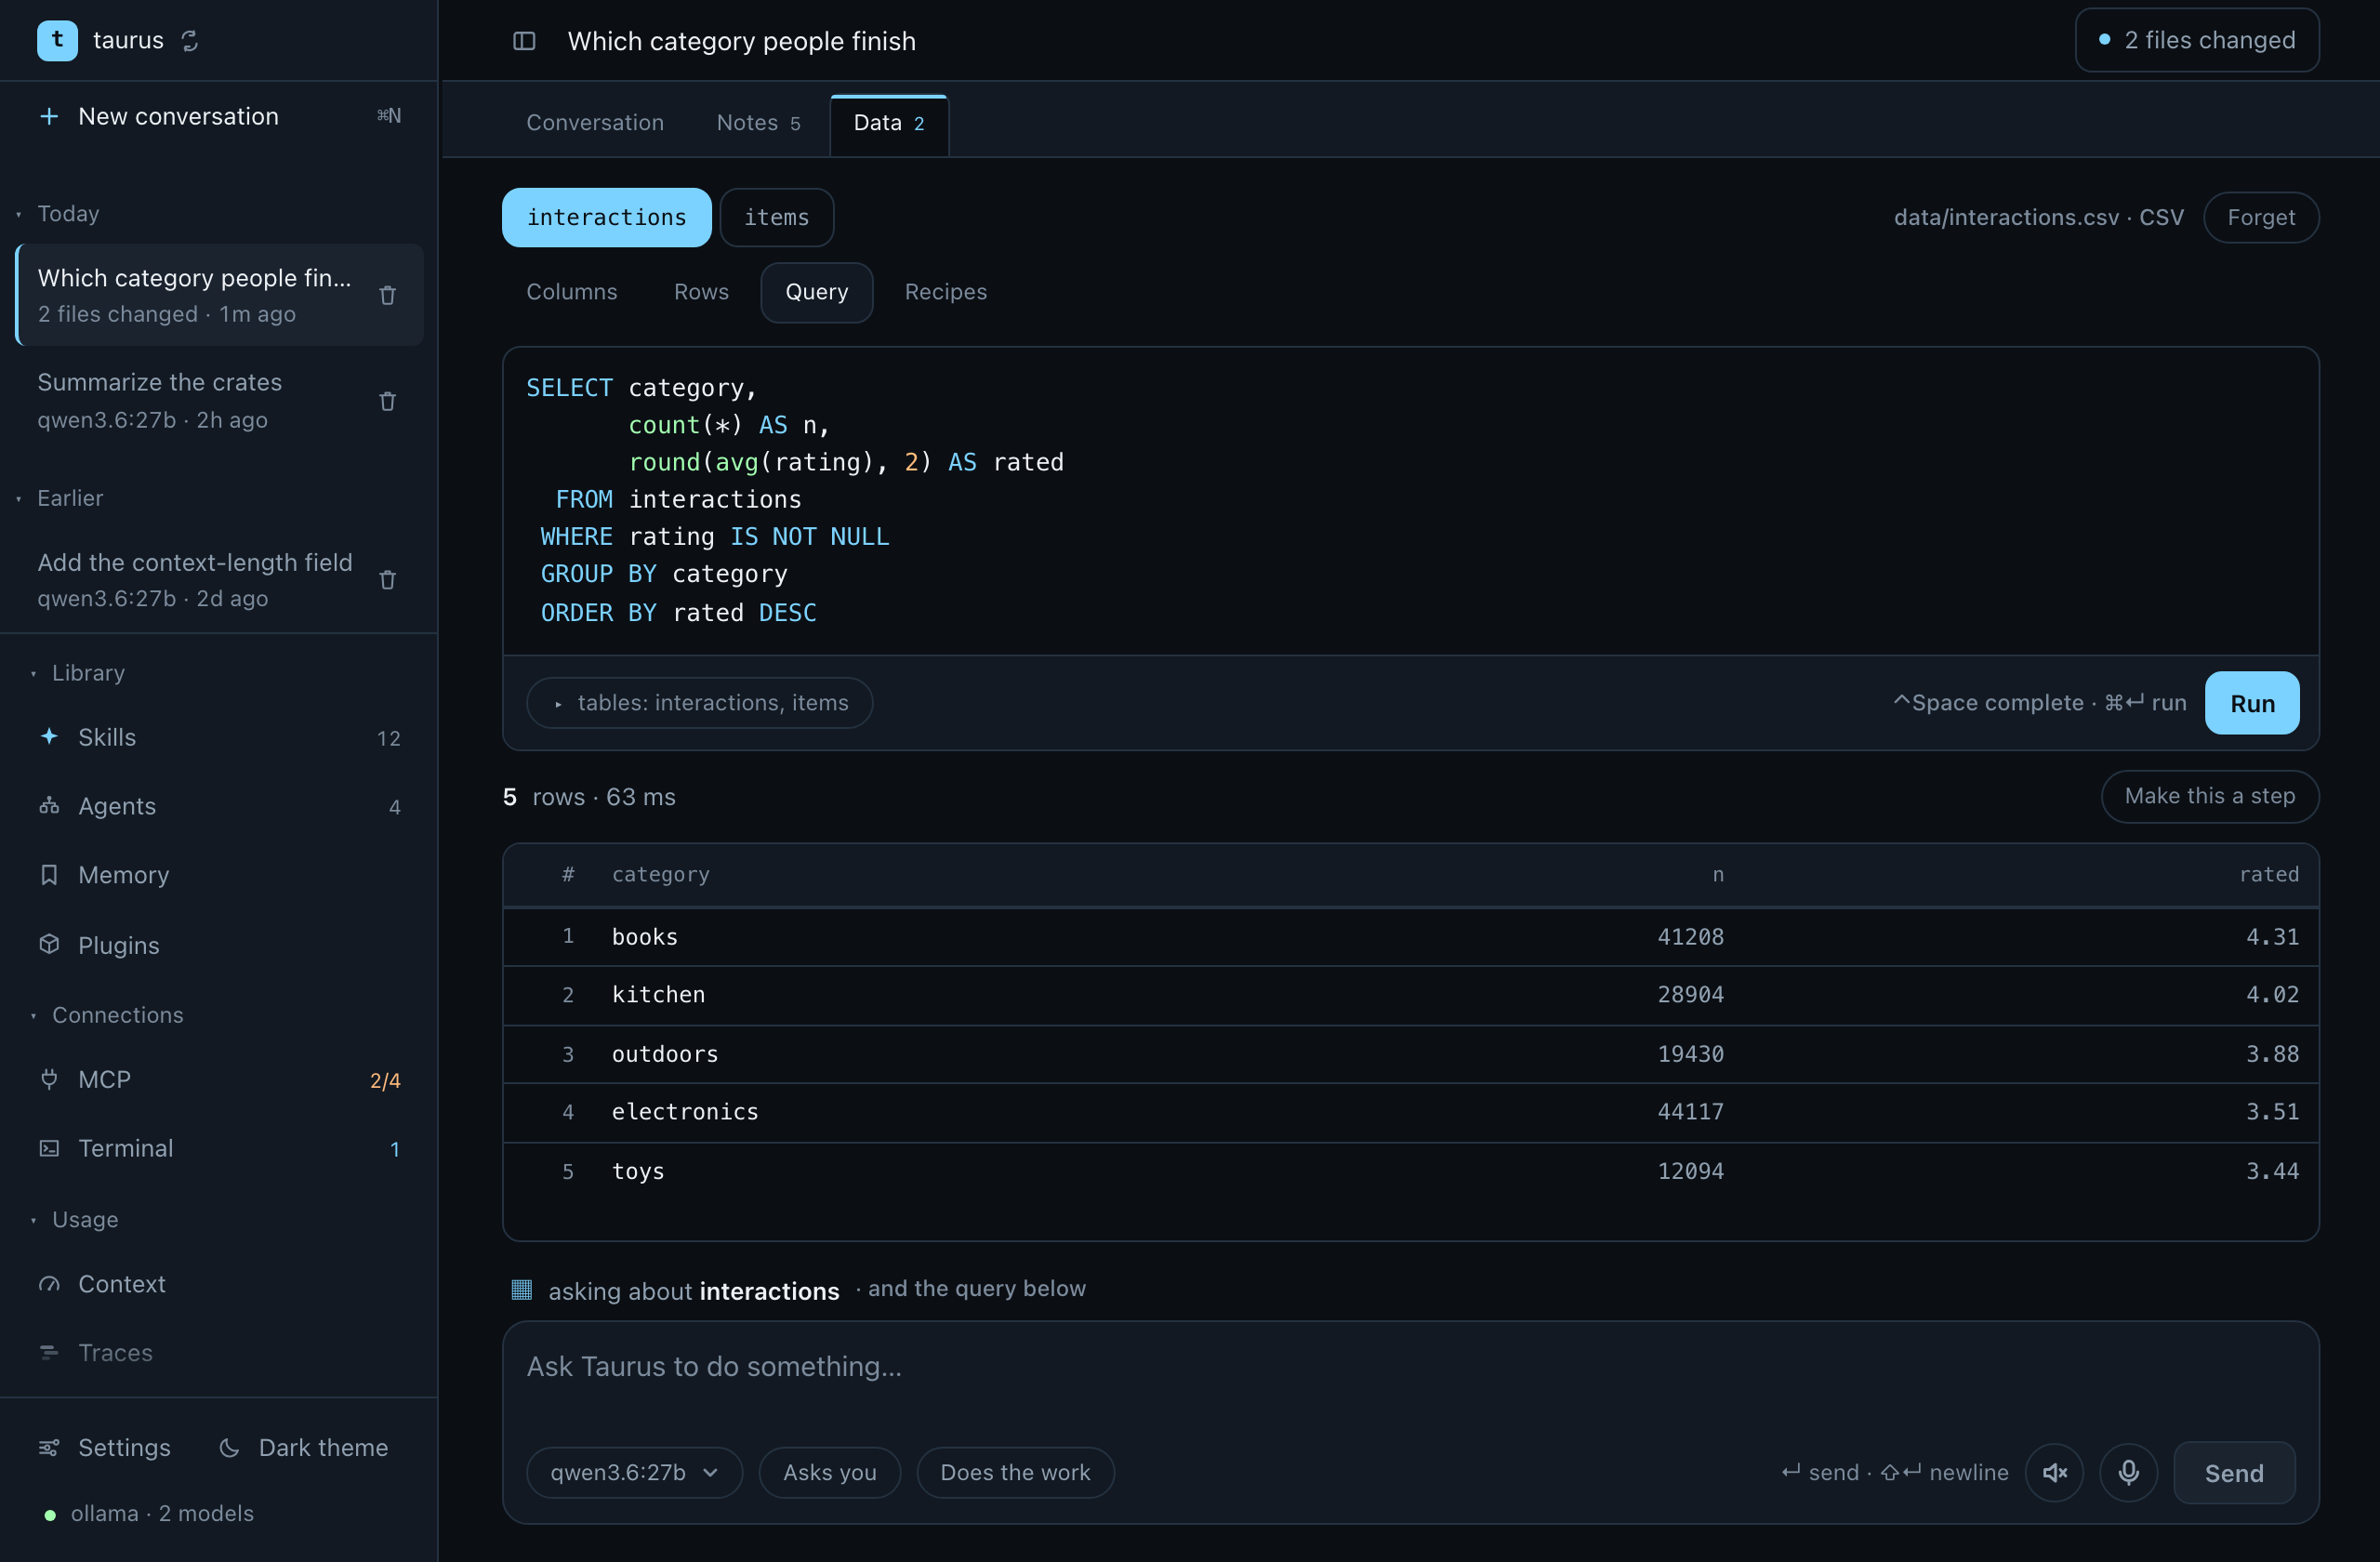 t taurus
New conversation ⌘N
Today
Which category people fin...
2 files changed · 1m ago
Summarize the crates
qwen3.6:27b · 2h ago
Earlier
Add the context-length field
qwen3.6:27b · 2d ago
Library
Skills 12
Agents 4
Memory
Plugins
Connections
MCP 2/4
Terminal 1
Usage
Context
Traces
Settings Dark theme
ollama · 2 models
Which category people finish 2 files changed
Conversation Notes 5 Data 2
interactions items data/interactions.csv · CSV Forget
Columns Rows Query Recipes
SELECT category,
count(*) AS n,
round(avg(rating), 2) AS rated
FROM interactions
WHERE rating IS NOT NULL
GROUP BY category
ORDER BY rated DESC
▸ tables: interactions, items ^Space complete · ⌘↵ run Run
5 rows · 63 ms Make this a step
# category n rated
1 books 41208 4.31
2 kitchen 28904 4.02
3 outdoors 19430 3.88
4 electronics 44117 3.51
5 toys 12094 3.44
▦ asking about interactions · and the query below
Ask Taurus to do something...
qwen3.6:27b Asks you Does the work ↵ send · ⇧↵ newline Send